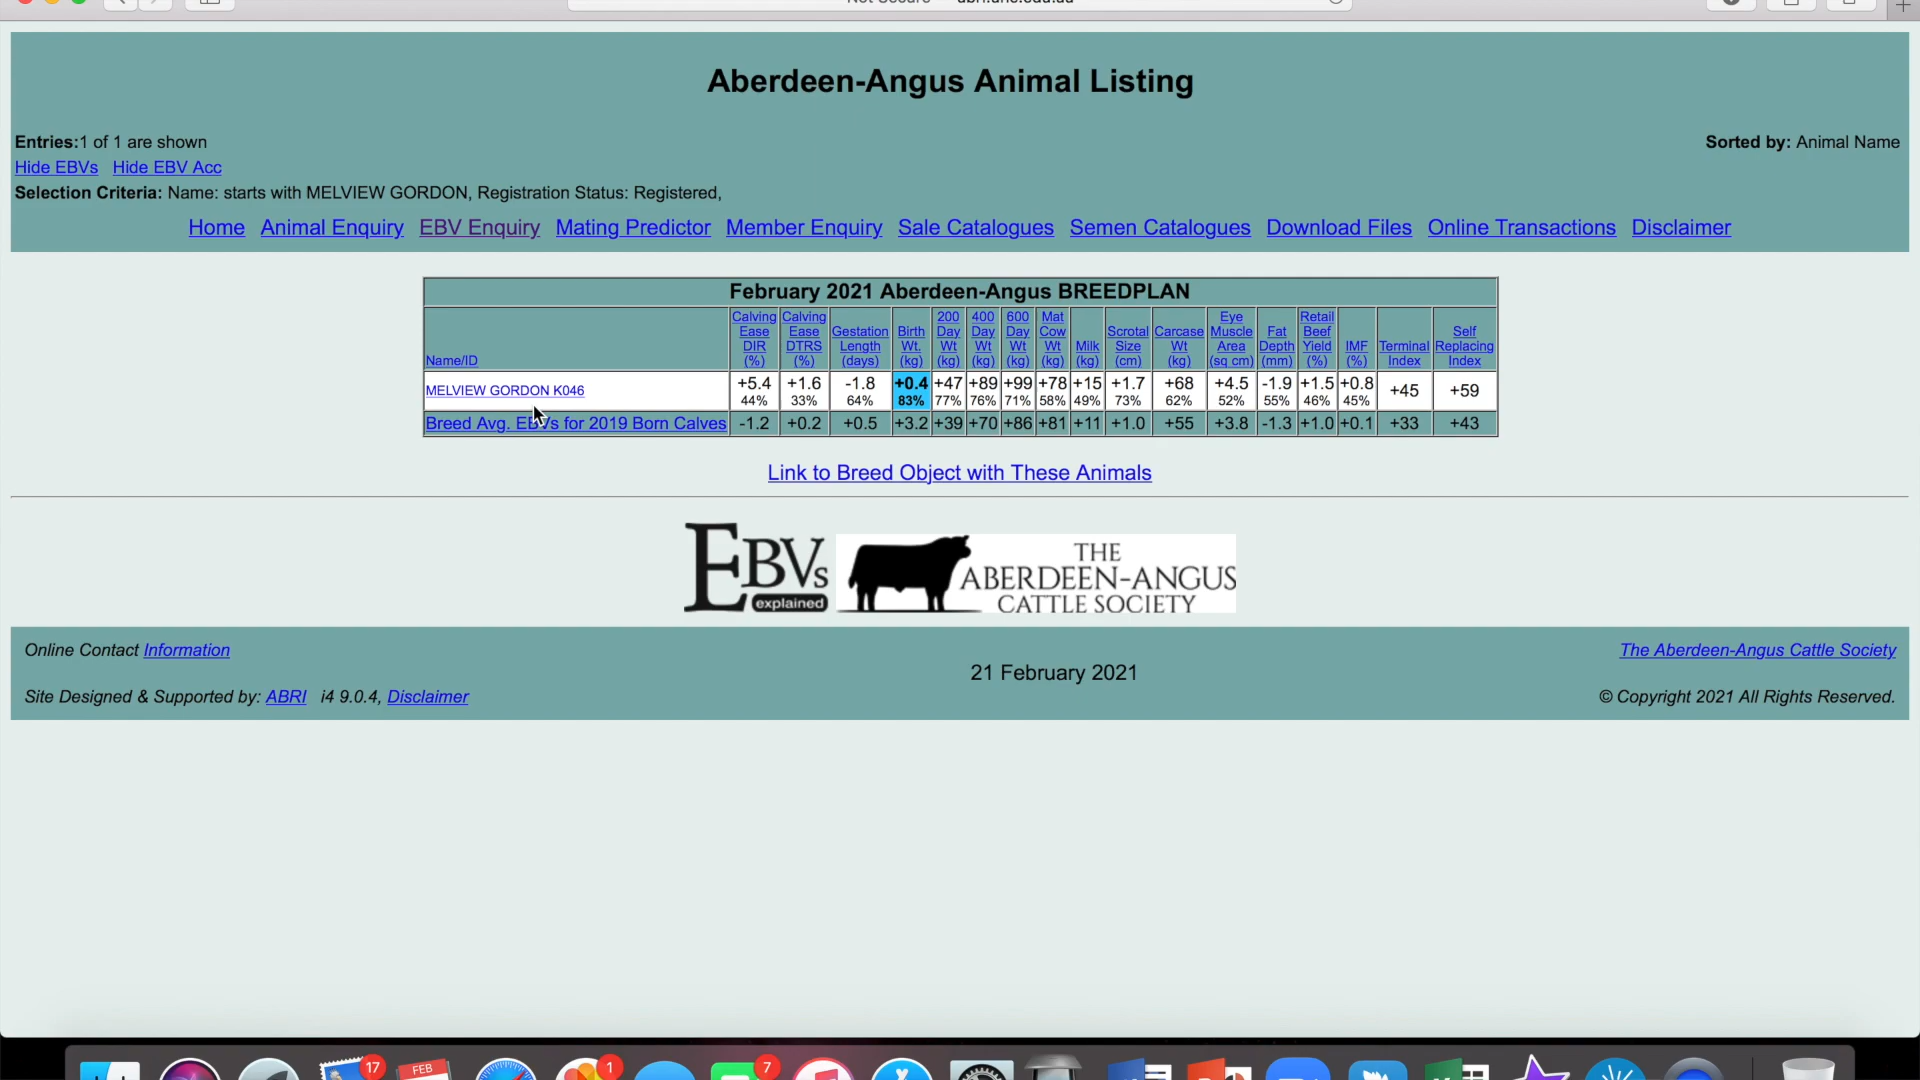 Aberdeen-Angus Animal Listing
Entries:1 of 1 are shown
Sorted by: Animal Name
Hide EBVs Hide EBV Acc
Selection Criteria: Name: starts with MELVIEW GORDON, Registration Status: Registered,
Home Animal Enquiry EBV Enquiry Mating Predictor Member Enquiry Sale Catalogues Semen Catalogues Download Files Online Transactions Disclaimer
February 2021 Aberdeen-Angus BREEDPLAN
Name/ID Calving Ease DIR (%) Calving Ease DTRS (%) Gestation Length (days) Birth Wt. (kg) 200 Day Wt (kg) 400 Day Wt (kg) 600 Day Wt (kg) Mat Cow Wt (kg) Milk (kg) Scrotal Size (cm) Carcase Wt (kg) Eye Muscle Area (sq cm) Fat Depth (mm) Retail Beef Yield (%) IMF (%) Terminal Index Self Replacing Index
MELVIEW GORDON K046 +5.4 +1.6 -1.8 +0.4 +47 +89 +99 +78 +15 +1.7 +68 +4.5 -1.9 +1.5 +0.8 +45 +59
44% 33% 64% 83% 77% 76% 71% 58% 49% 73% 62% 52% 55% 46% 45%
Breed Avg. EBVs for 2019 Born Calves -1.2 +0.2 +0.5 +3.2 +39 +70 +86 +81 +11 +1.0 +55 +3.8 -1.3 +1.0 +0.1 +33 +43
Link to Breed Object with These Animals
EBVs
explained
THE
ABERDEEN-ANGUS
CATTLE SOCIETY
Online Contact Information
The Aberdeen-Angus Cattle Society
21 February 2021
Site Designed & Supported by: ABRI i4 9.0.4, Disclaimer
© Copyright 2021 All Rights Reserved.
17
FEB
1
7